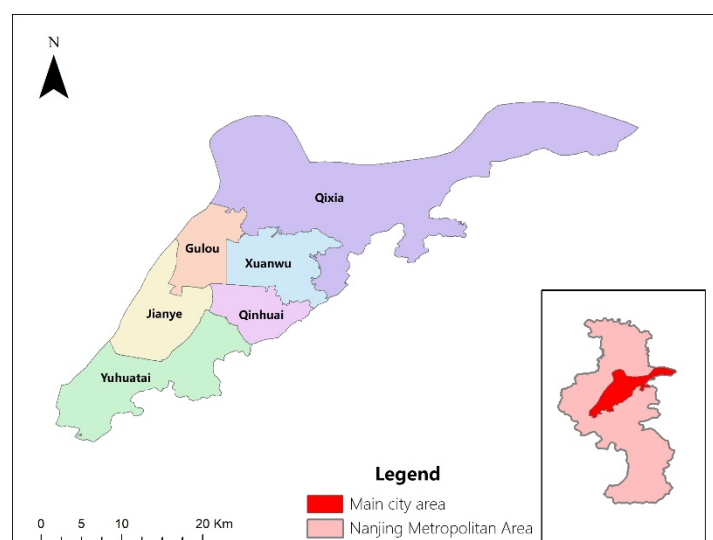 N
Qixia
Gulou
Xuanwu
Jianye
Qinhuai
Yuhuatai
Legend
Main city area
Nanjing Metropolitan Area
0 5 10 20 Km